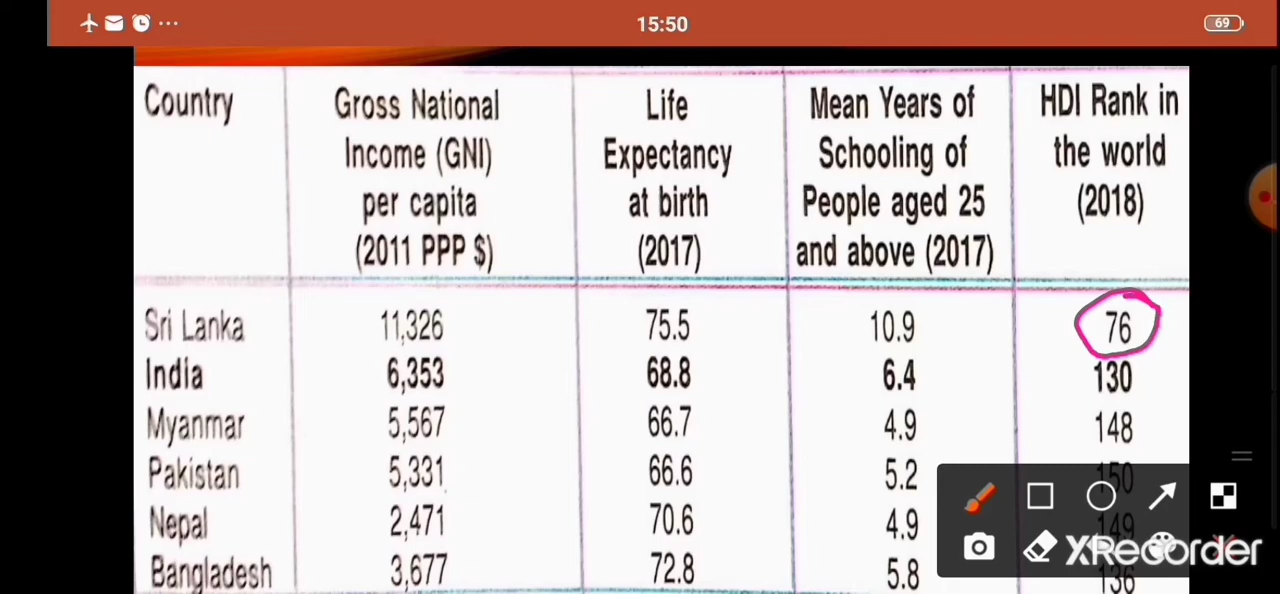 15:50
69
Country Gross National Income (GNI) per capita (2011 PPP $) Life Expectancy at birth (2017) Mean Years of Schooling of People aged 25 and above (2017) HDI Rank in the world (2018)
Sri Lanka 11,326 75.5 10.9 76
India 6,353 68.8 6.4 130
Myanmar 5,567 66.7 4.9 148
Pakistan 5,331 66.6 5.2 150
Nepal 2,471 70.6 4.9 149
Bangladesh 3,677 72.8 5.8 136
XRecorder